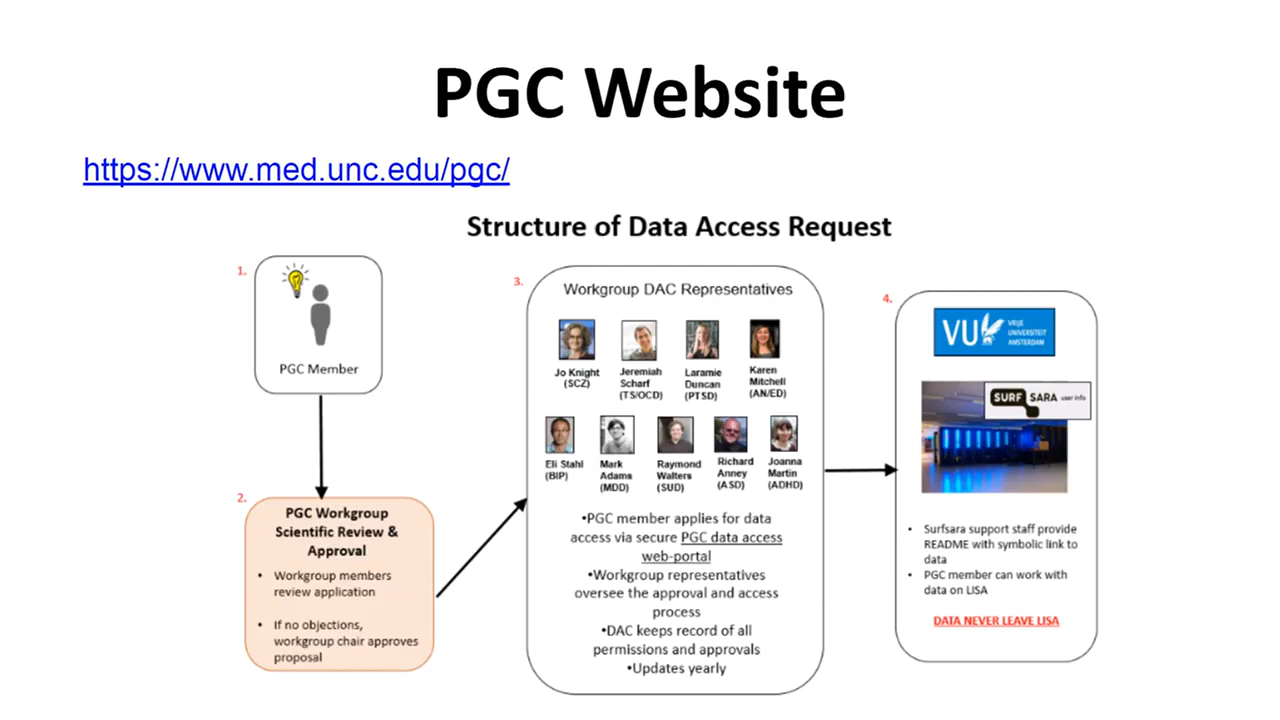 PGC Website
https://www.med.unc.edu/pgc/
Structure of Data Access Request
1.
PGC Member
2.
PGC Workgroup
Scientific Review &
Approval
• Workgroup members
review application
• If no objections,
workgroup chair approves
proposal
3.
Workgroup DAC Representatives
Jo Knight
(SCZ)
Jeremiah
Scharf
(TS/OCD)
Laramie
Duncan
(PTSD)
Karen
Mitchell
(AN/ED)
Eli Stahl
(BIP)
Mark
Adams
(MDD)
Raymond
Walters
(SUD)
Richard
Anney
(ASD)
Joanna
Martin
(ADHD)
•PGC member applies for data
access via secure PGC data access
web-portal
•Workgroup representatives
oversee the approval and access
process
•DAC keeps record of all
permissions and approvals
•Updates yearly
4.
VU
VRIJE
UNIVERSITEIT
AMSTERDAM
SURF SARA user info
• Surfsara support staff provide
README with symbolic link to
data
• PGC member can work with
data on LISA
DATA NEVER LEAVE LISA